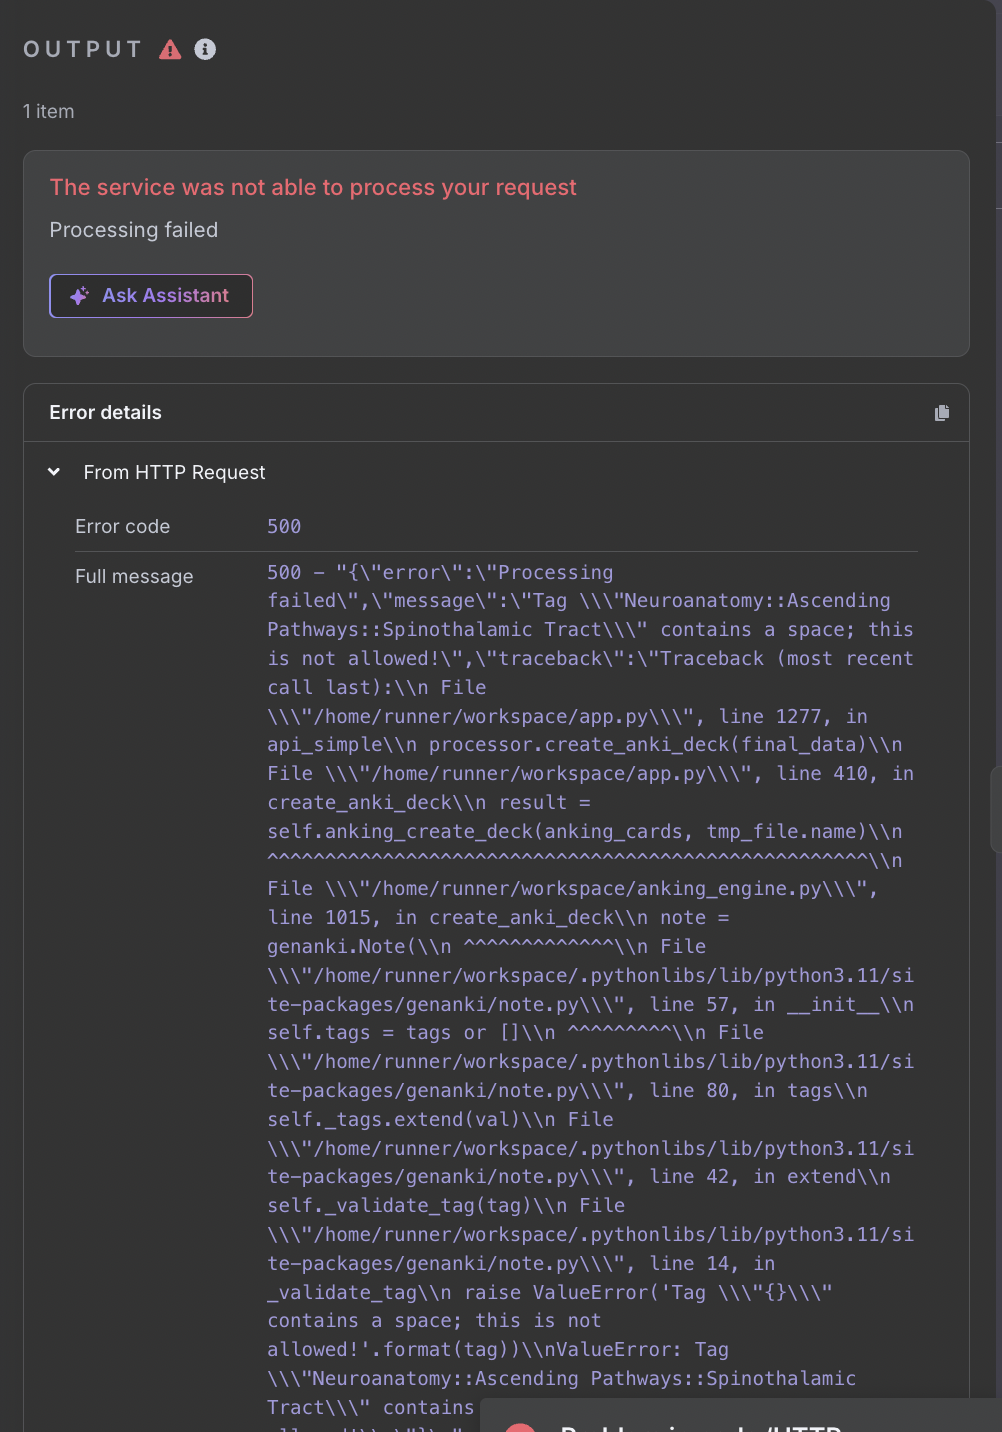 OUTPUT
1 item
The service was not able to process your request
Processing failed
Ask Assistant
Error details
From HTTP Request
Error code 500
Full message 500 - "{\"error\":\"Processing
failed\",\"message\":\"Tag \\\"Neuroanatomy::Ascending
Pathways::Spinothalamic Tract\\\" contains a space; this
is not allowed!\",\"traceback\":\"Traceback (most recent
call last):\\n File
\\\"/home/runner/workspace/app.py\\\", line 1277, in
api_simple\\n processor.create_anki_deck(final_data)\\n
File \\\"/home/runner/workspace/app.py\\\", line 410, in
create_anki_deck\\n result =
self.anking_create_deck(anking_cards, tmp_file.name)\\n
^^^^^^^^^^^^^^^^^^^^^^^^^^^^^^^^^^^^^^^^^^^^^^^^^^^^\\n
File \\\"/home/runner/workspace/anking_engine.py\\\",
line 1015, in create_anki_deck\\n note =
genanki.Note(\\n ^^^^^^^^^^^^^\\n File
\\\"/home/runner/workspace/.pythonlibs/lib/python3.11/si
te-packages/genanki/note.py\\\", line 57, in __init__\\n
self.tags = tags or []\\n ^^^^^^^^^\\n File
\\\"/home/runner/workspace/.pythonlibs/lib/python3.11/si
te-packages/genanki/note.py\\\", line 80, in tags\\n
self._tags.extend(val)\\n File
\\\"/home/runner/workspace/.pythonlibs/lib/python3.11/si
te-packages/genanki/note.py\\\", line 42, in extend\\n
self._validate_tag(tag)\\n File
\\\"/home/runner/workspace/.pythonlibs/lib/python3.11/si
te-packages/genanki/note.py\\\", line 14, in
_validate_tag\\n raise ValueError('Tag \\\"{}\\\"
contains a space; this is not
allowed!'.format(tag))\\nValueError: Tag
\\\"Neuroanatomy::Ascending Pathways::Spinothalamic
Tract\\\" contains